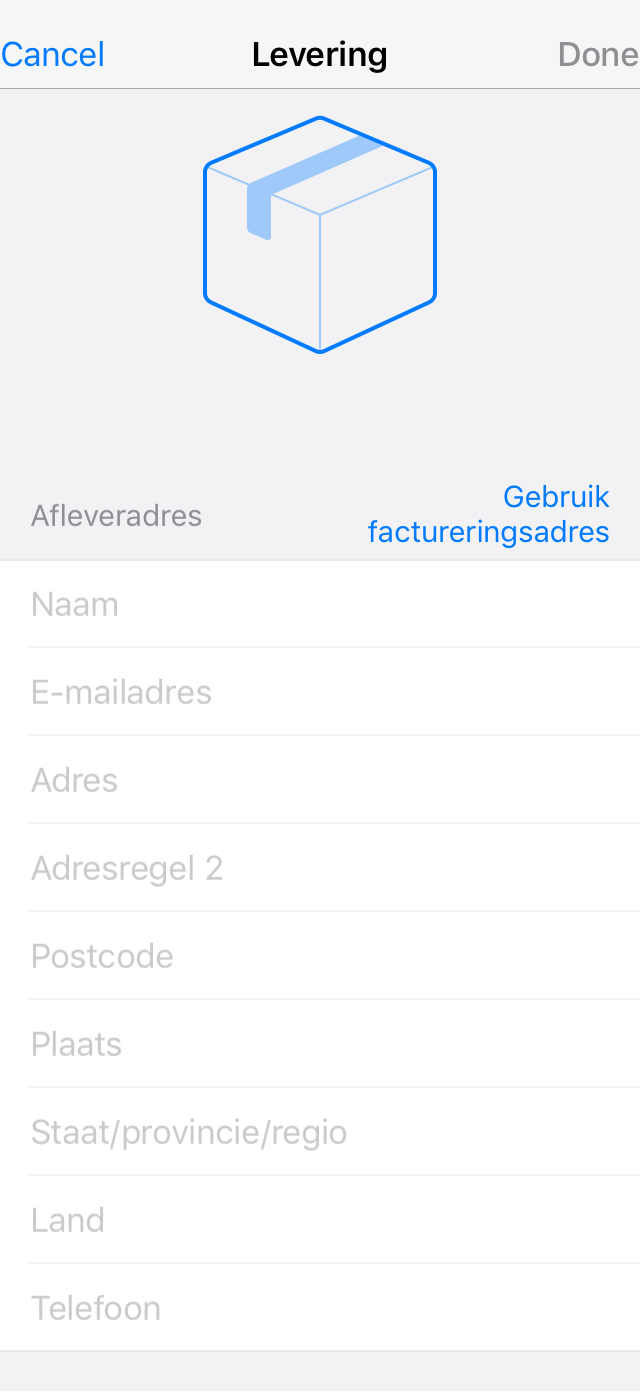 Cancel Levering Done
Afleveradres
Gebruik
factureringsadres
Naam
E-mailadres
Adres
Adresregel 2
Postcode
Plaats
Staat/provincie/regio
Land
Telefoon